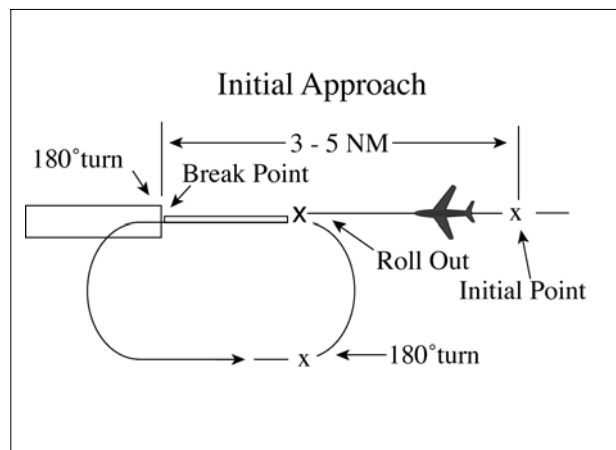 Initial Approach
3 - 5 NM
180° turn
Break Point
X
x
Roll Out
Initial Point
x
180° turn